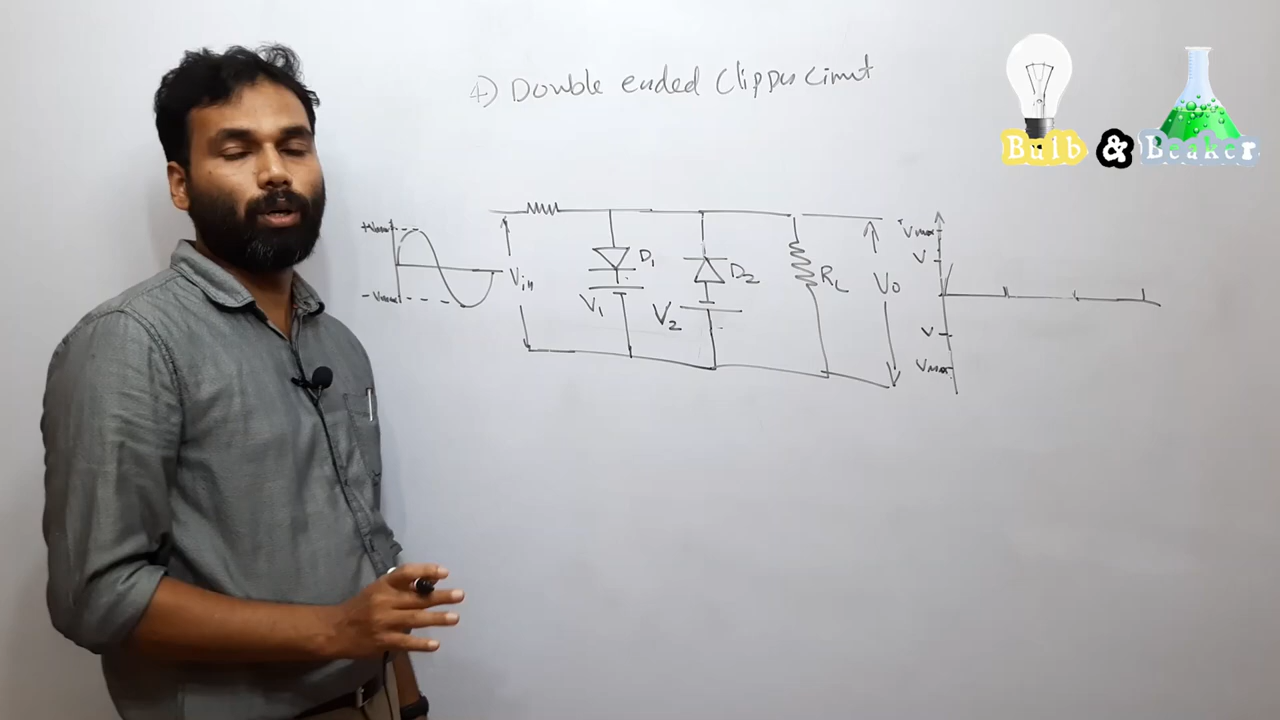 4) Double ended Clipper Circuit
Bulb & Beaker
+Vmax
-Vmax
Vin
D1
V1
D2
V2
RL
V0
+Vmax
V
V
Vmax